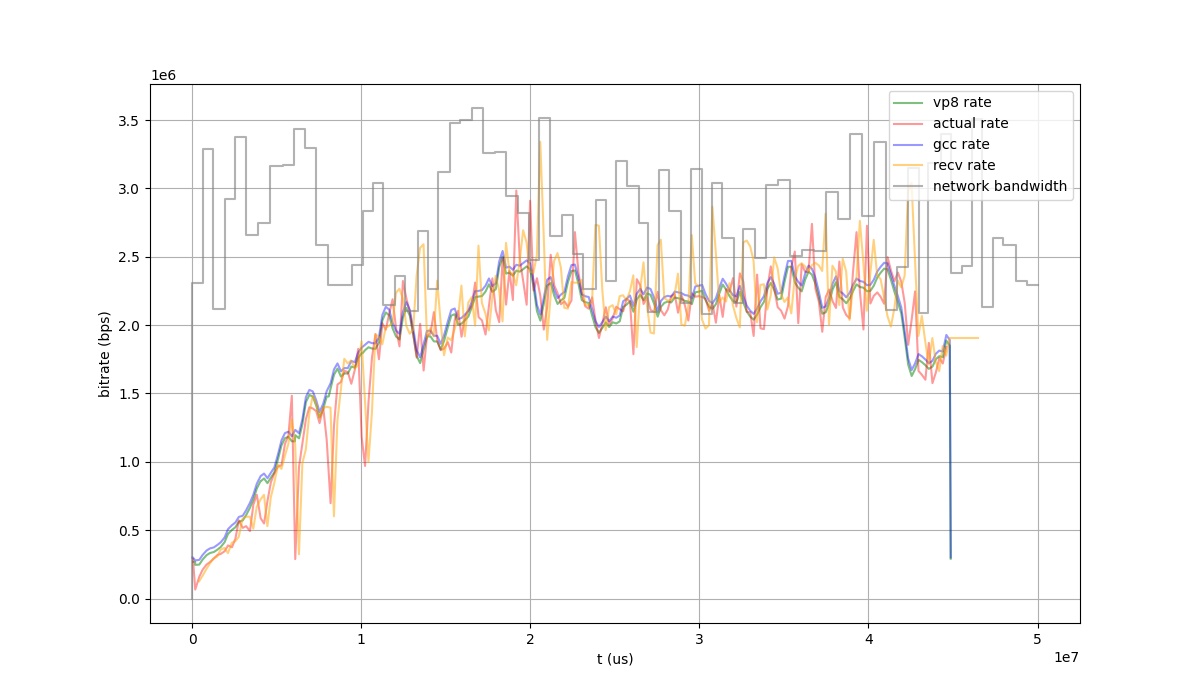 1e6
3.5
3.0
2.5
2.0
1.5
1.0
0.5
0.0
bitrate (bps)
vp8 rate
actual rate
gcc rate
recv rate
network bandwidth
0 1 2 3 4 5
t (us)
1e7